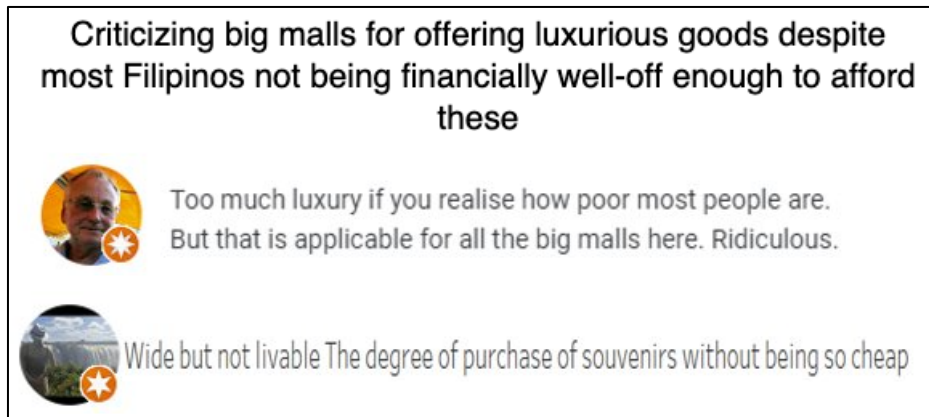 Criticizing big malls for offering luxurious goods despite
most Filipinos not being financially well-off enough to afford
these
Too much luxury if you realise how poor most people are.
But that is applicable for all the big malls here. Ridiculous.
Wide but not livable The degree of purchase of souvenirs without being so cheap